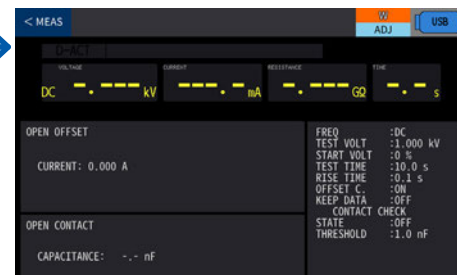 < MEAS
W
ADJ
USB
D-ACT
VOLTAGE
CURRENT
RESISTANCE
TIME
DC -.--- kV
---.- mA
-.--- GΩ
-.- s
OPEN OFFSET
CURRENT: 0.000 A
OPEN CONTACT
CAPACITANCE: -.- nF
FREQ :DC
TEST VOLT :1.000 kV
START VOLT :0 %
TEST TIME :10.0 s
RISE TIME :0.1 s
OFFSET C. :ON
KEEP DATA :OFF
CONTACT CHECK
STATE :OFF
THRESHOLD :1.0 nF